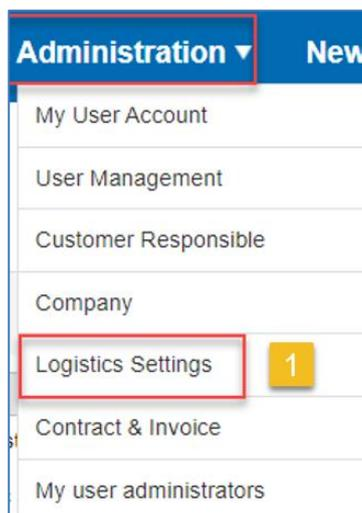 Administration ▼ New
My User Account
User Management
Customer Responsible
Company
Logistics Settings 1
Contract & Invoice
My user administrators